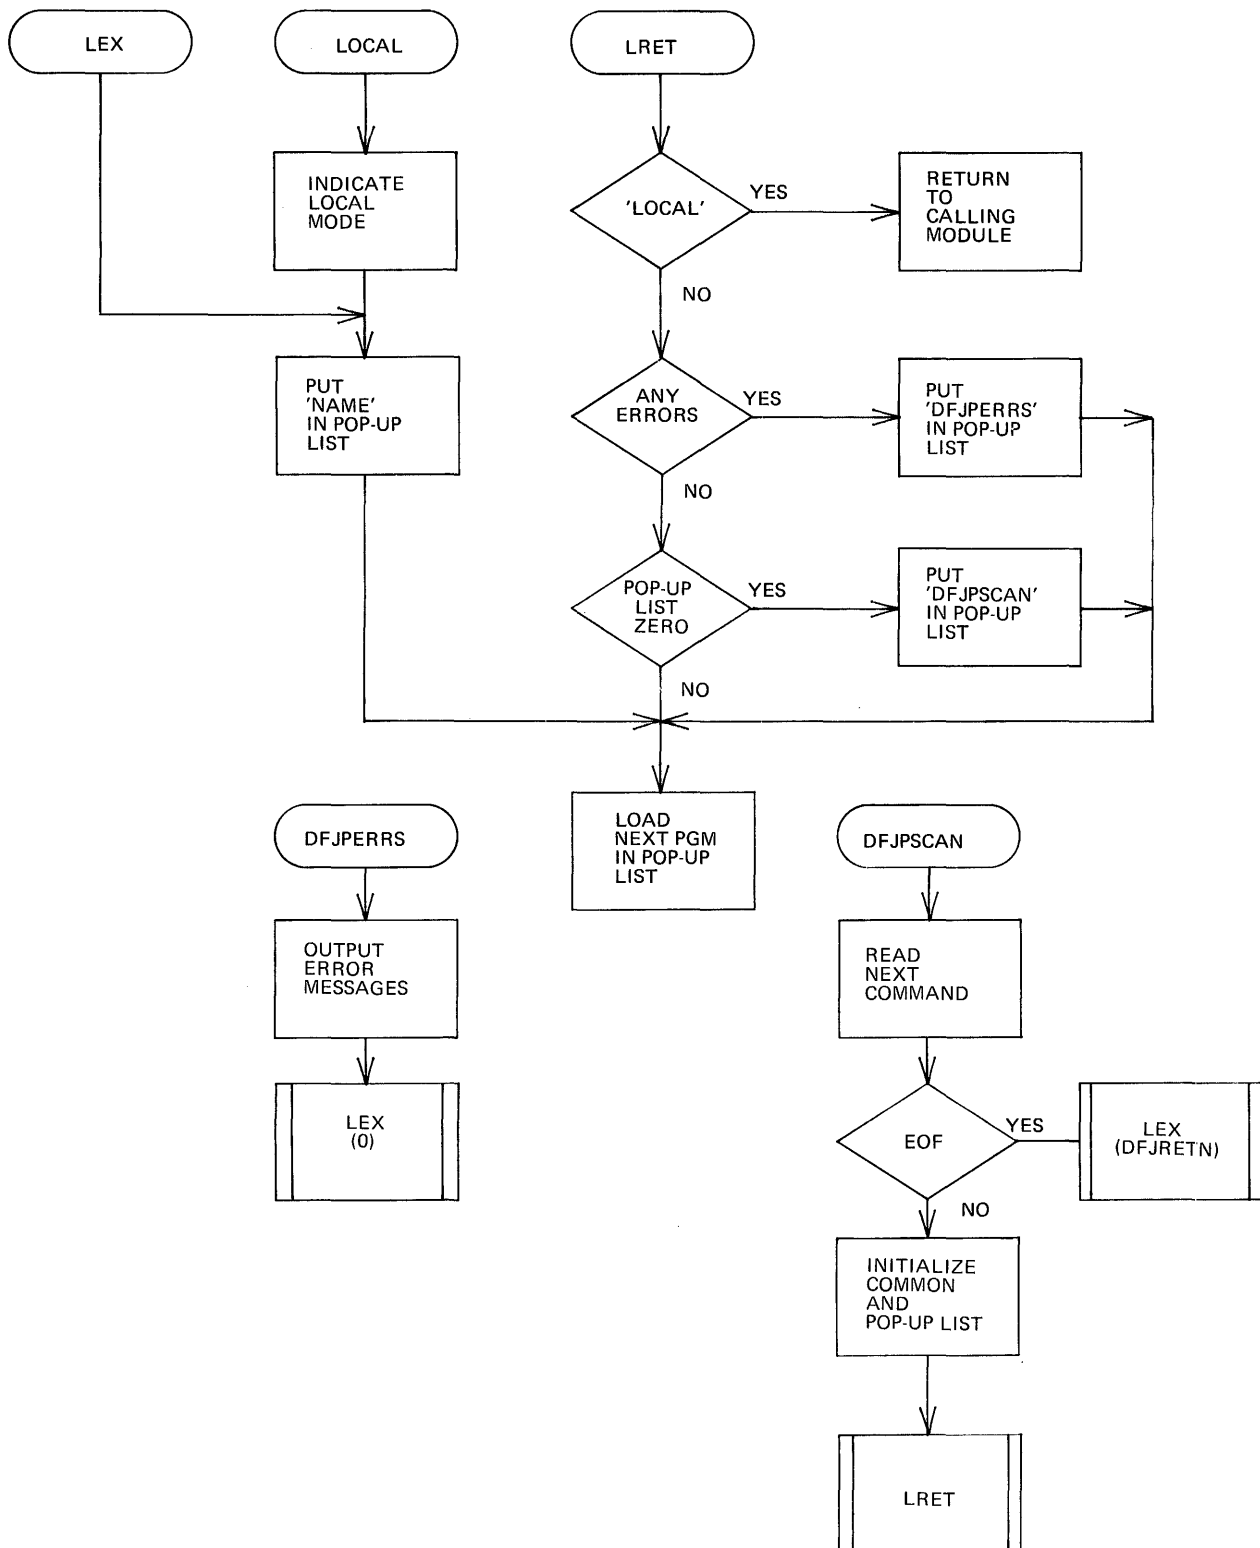 LEX
LOCAL
LRET
INDICATE
LOCAL
MODE
'LOCAL'
YES
RETURN
TO
CALLING
MODULE
NO
PUT
'NAME'
IN POP-UP
LIST
ANY
ERRORS
YES
PUT
'DFJPERRS'
IN POP-UP
LIST
NO
POP-UP
LIST
ZERO
YES
PUT
'DFJPSCAN'
IN POP-UP
LIST
NO
LOAD
NEXT PGM
IN POP-UP
LIST
DFJPERRS
OUTPUT
ERROR
MESSAGES
LEX
(0)
DFJPSCAN
READ
NEXT
COMMAND
EOF
YES
LEX
(DFJRETN)
NO
INITIALIZE
COMMON
AND
POP-UP LIST
LRET